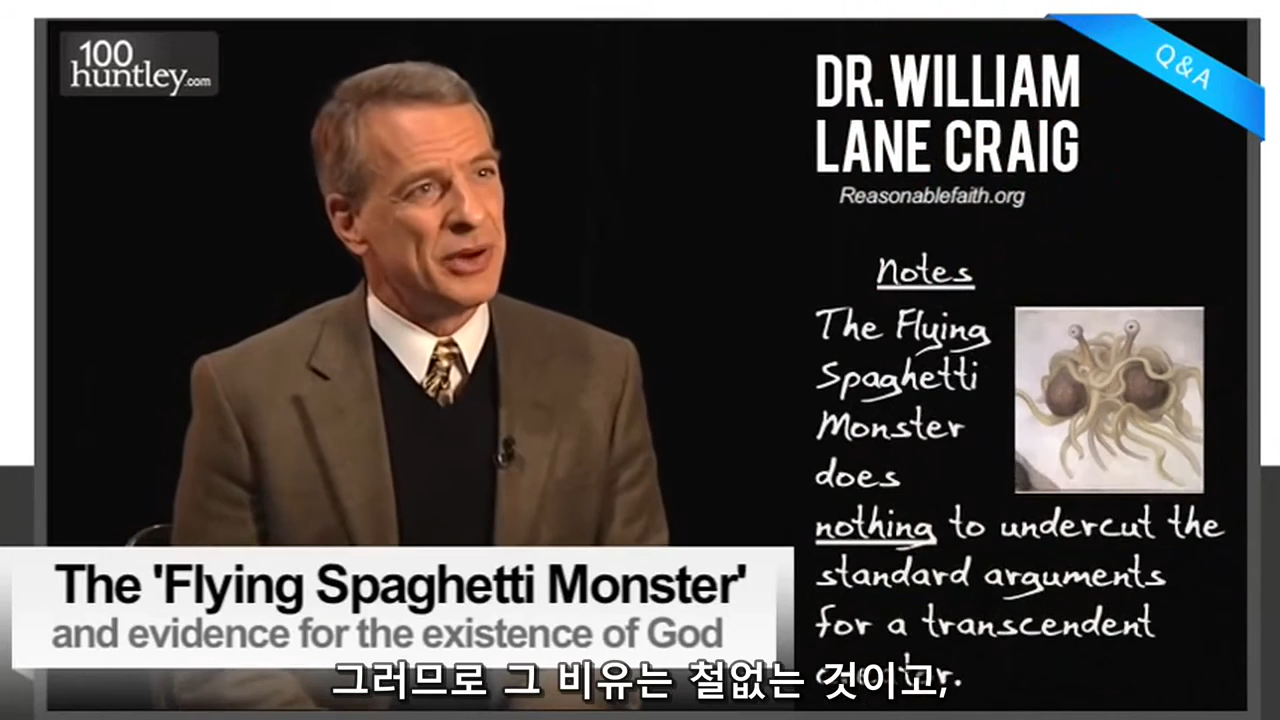 100
huntley.com
Q & A
DR. WILLIAM
LANE CRAIG
Reasonablefaith.org
Notes
The Flying
Spaghetti
Monster
does
nothing to undercut the
standard arguments
for a transcendent
The 'Flying Spaghetti Monster'
and evidence for the existence of God
그러므로 그 비유는 철없는 것이고,